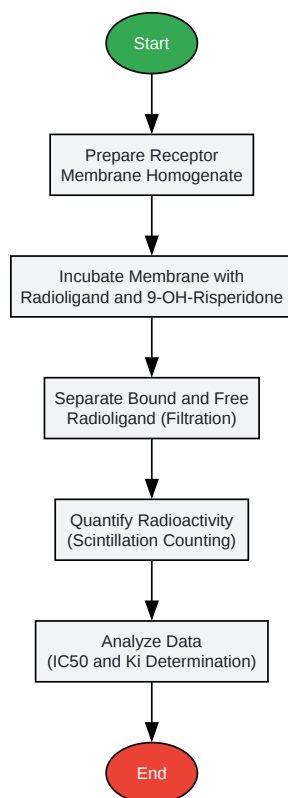 Start
Prepare Receptor
Membrane Homogenate
Incubate Membrane with
Radioligand and 9-OH-Risperidone
Separate Bound and Free
Radioligand (Filtration)
Quantify Radioactivity
(Scintillation Counting)
Analyze Data
(IC50 and Ki Determination)
End